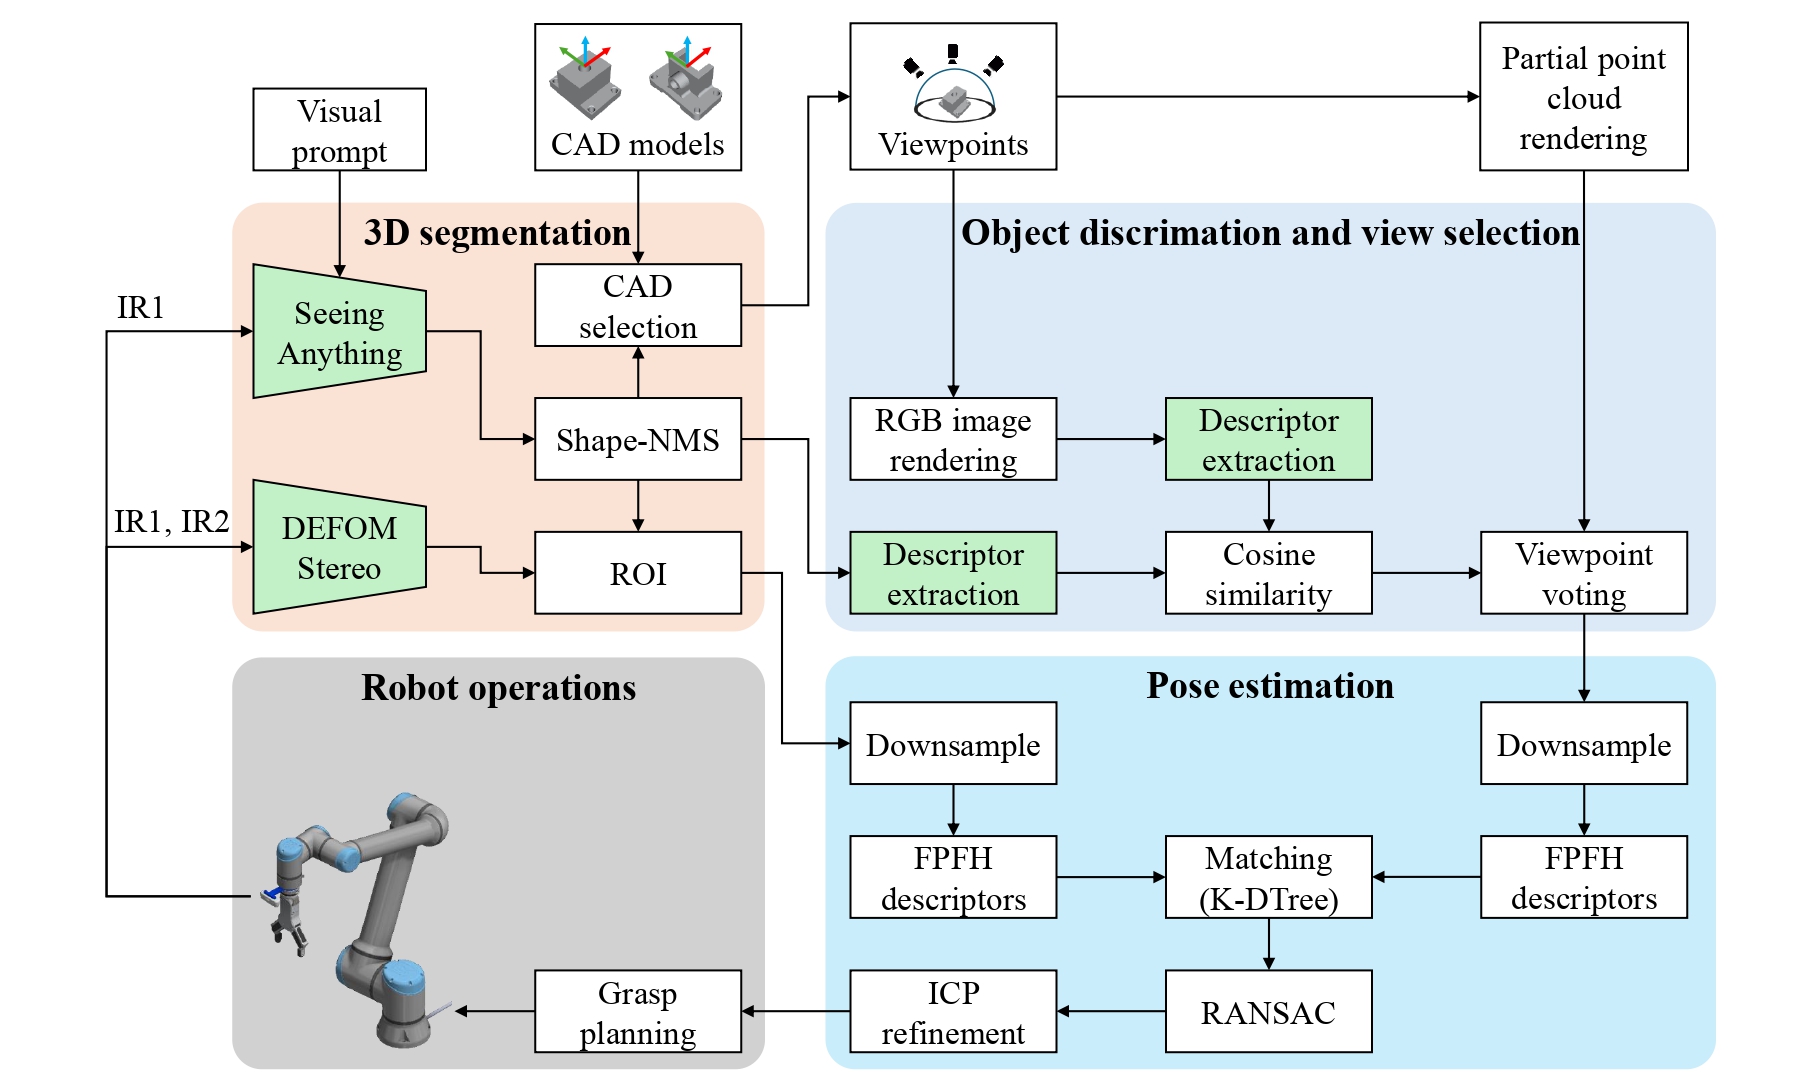 Visual
prompt
CAD models
Viewpoints
Partial point
cloud
rendering
3D segmentation
IR1
Seeing
Anything
CAD
selection
Shape-NMS
IR1, IR2
DEFOM
Stereo
ROI
Object discrimation and view selection
RGB image
rendering
Descriptor
extraction
Descriptor
extraction
Cosine
similarity
Viewpoint
voting
Robot operations
Grasp
planning
Pose estimation
Downsample
Downsample
FPFH
descriptors
Matching
(K-DTree)
FPFH
descriptors
ICP
refinement
RANSAC